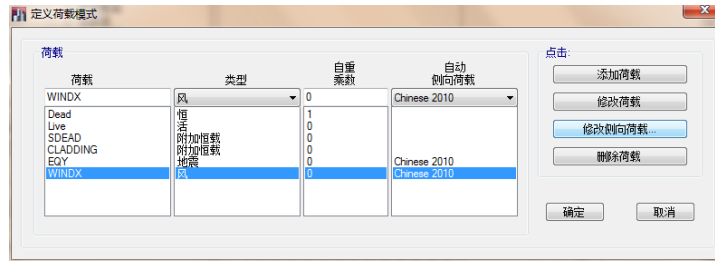 定义荷载模式
荷载
点击:
荷载 类型 自重乘数 自动侧向荷载
WINDX 风 0 Chinese 2010
Dead 恒 1
Live 活 0
SDEAD 附加恒载 0
CLADDING 附加恒载 0
EQY 地震 0 Chinese 2010
WINDX 风 0 Chinese 2010
添加荷载
修改荷载
修改侧向荷载...
删除荷载
确定 取消